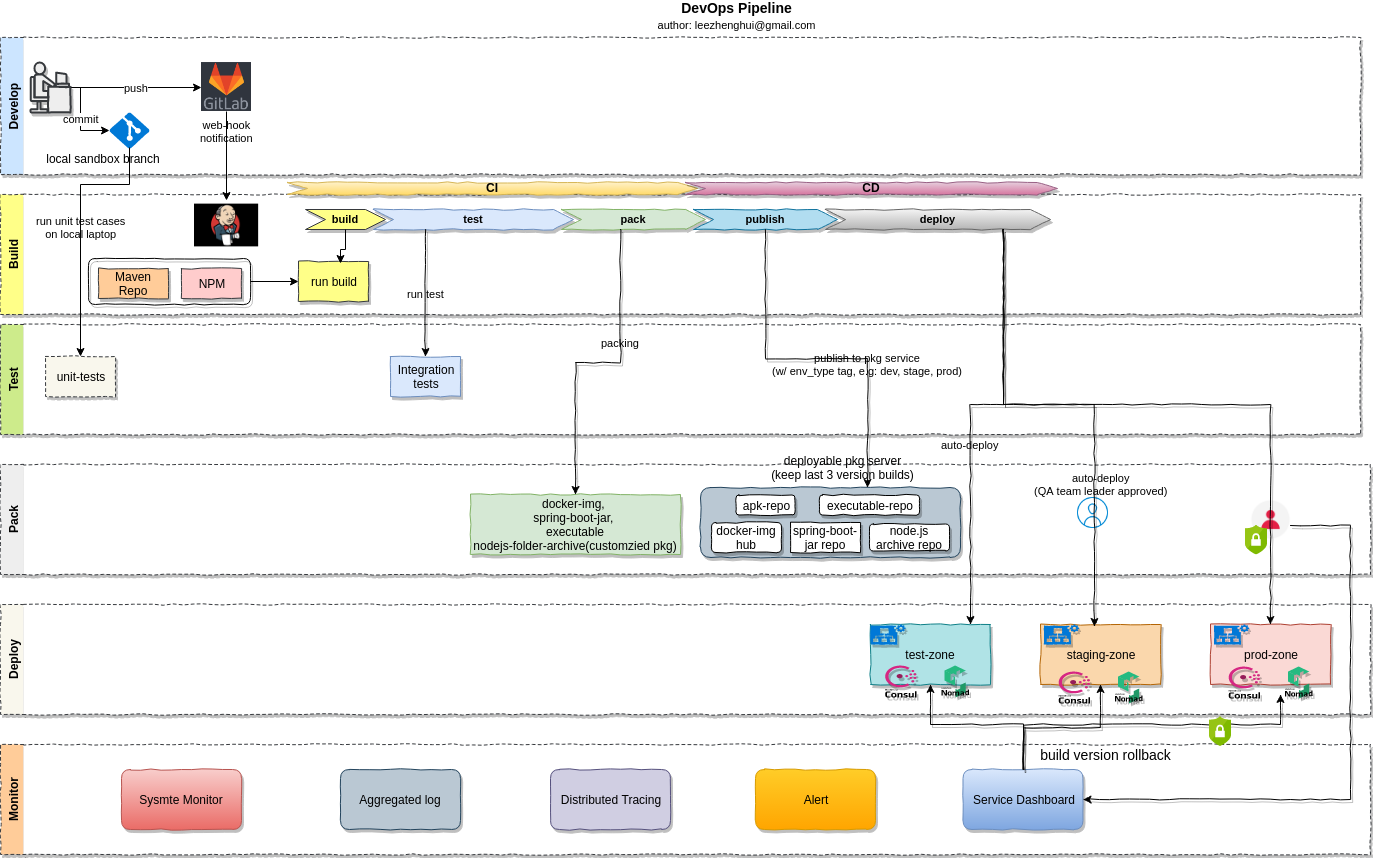 DevOps Pipeline
author: leezhenghui@gmail.com
Develop
push
GitLab
commit
web-hook
notification
local sandbox branch
CI
CD
Build
run unit test cases
on local laptop
build
test
pack
publish
deploy
Maven
Repo
NPM
run build
run test
Test
packing
publish to pkg service
(w/ env_type tag, e.g: dev, stage, prod)
unit-tests
Integration
tests
auto-deploy
Pack
deployable pkg server
(keep last 3 version builds)
auto-deploy
(QA team leader approved)
docker-img,
spring-boot-jar,
executable
nodejs-folder-archive(customzied pkg)
apk-repo
executable-repo
docker-img
hub
spring-boot-
jar repo
node.js
archive repo
Deploy
test-zone
staging-zone
prod-zone
Consul
Nomad
Consul
Nomad
Consul
Nomad
build version rollback
Monitor
Sysmte Monitor
Aggregated log
Distributed Tracing
Alert
Service Dashboard